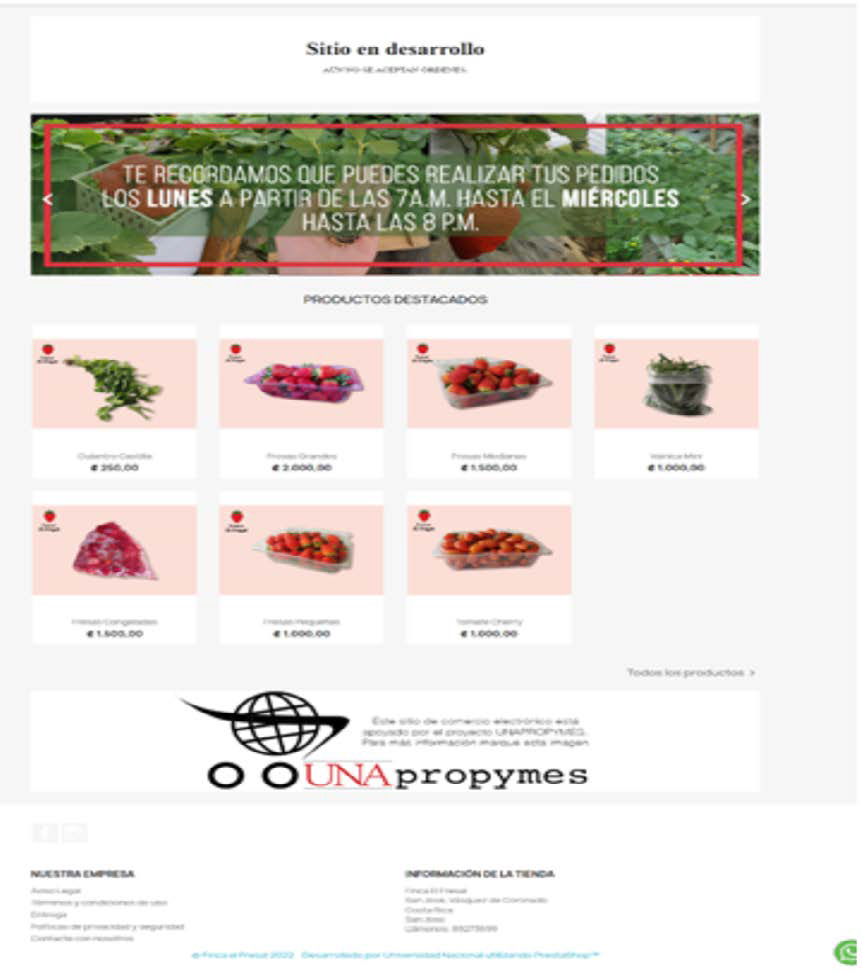 Sitio en desarrollo
AÚN NO SE ACEPTAN ORDENES.
TE RECORDAMOS QUE PUEDES REALIZAR TUS PEDIDOS
LOS LUNES A PARTIR DE LAS 7A.M. HASTA EL MIÉRCOLES
HASTA LAS 8 P.M.
PRODUCTOS DESTACADOS
Culantro Castilla
₡ 250,00
Fresas Grandes
₡ 2.000,00
Fresas Medianas
₡ 1.500,00
Vainica Mini
₡ 1.000,00
Fresas Congeladas
₡ 1.500,00
Fresas Pequeñas
₡ 1.000,00
Tomate Cherry
₡ 1.000,00
Todos los productos >
Este sitio de comercio electrónico está
apoyado por el proyecto UNAPROPYMES.
Para más información marque esta imagen
UNApropymes
NUESTRA EMPRESA
Aviso Legal
Términos y condiciones de uso
Entrega
Políticas de privacidad y seguridad
Contacte con nosotros
INFORMACIÓN DE LA TIENDA
Finca El Fresal
San José, Vásquez de Coronado
Costa Rica
San José
Llámenos:
© Finca el Fresal 2022 Desarrollado por Universidad Nacional utilizando PrestaShop™